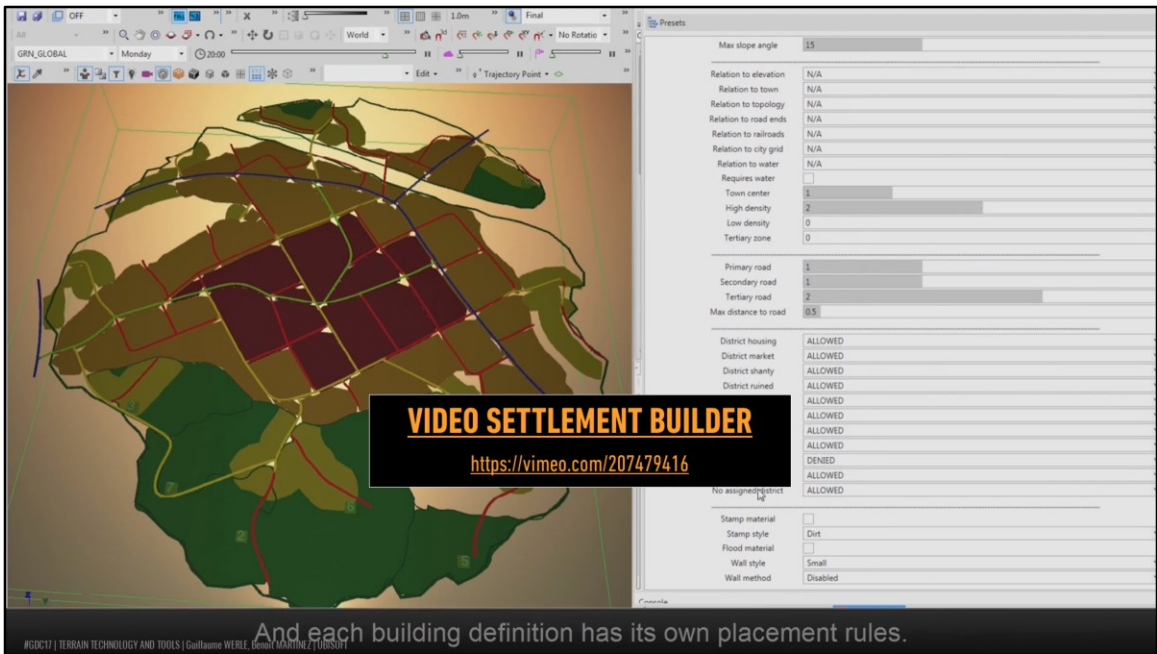 OFF
X
1.0m
Final
All
World
No Rotatio
GRN_GLOBAL
Monday
20:00
Edit
Trajectory Point
Presets
Max slope angle 15
Relation to elevation N/A
Relation to town N/A
Relation to topology N/A
Relation to road ends N/A
Relation to railroads N/A
Relation to city grid N/A
Relation to water N/A
Requires water
Town center 1
High density 2
Low density 0
Tertiary zone 0
Primary road 1
Secondary road 1
Tertiary road 2
Max distance to road 0.5
District housing ALLOWED
District market ALLOWED
District shanty ALLOWED
District ruined ALLOWED
ALLOWED
ALLOWED
ALLOWED
ALLOWED
DENIED
ALLOWED
No assigned district ALLOWED
Stamp material
Stamp style Dirt
Flood material
Wall style Small
Wall method Disabled
VIDEO SETTLEMENT BUILDER
https://vimeo.com/207479416
7
2
6
5
And each building definition has its own placement rules.
#GDC17 | TERRAIN TECHNOLOGY AND TOOLS | Guillaume WERLE, Benoit MARTINEZ | UBISOFT